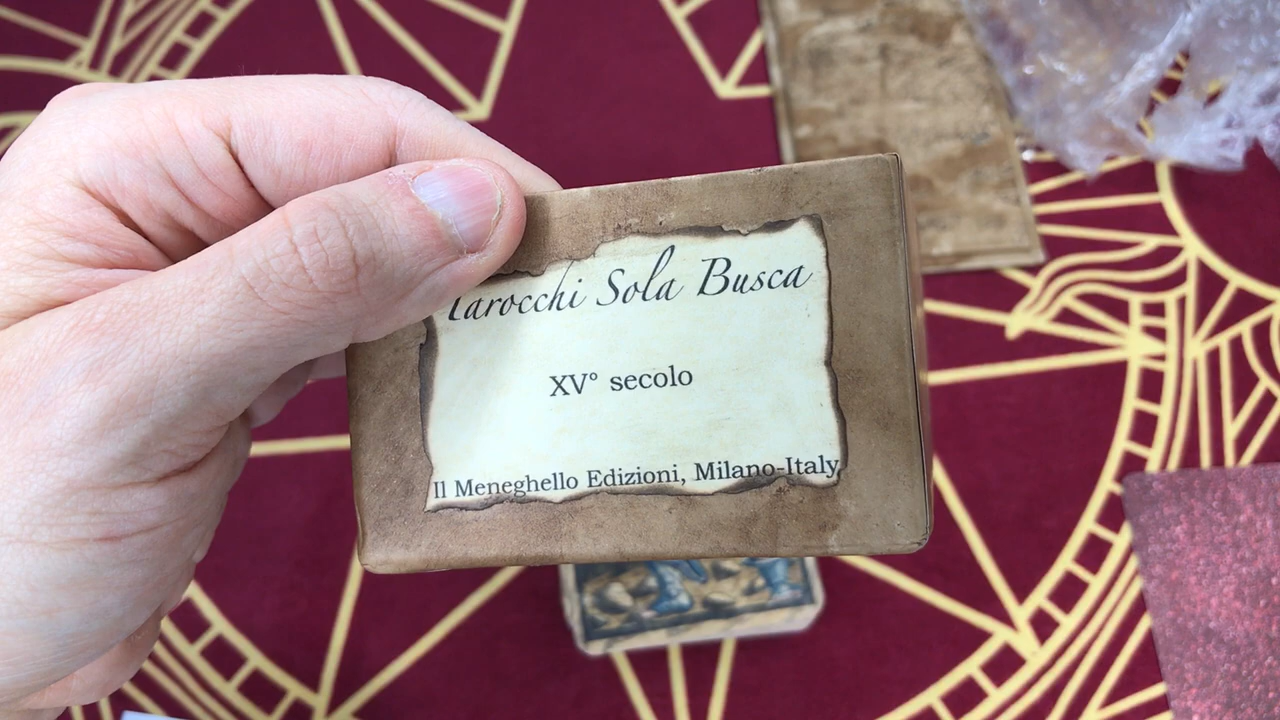 Tarocchi Sola Busca
XV° secolo
Il Meneghello Edizioni, Milano-Italy